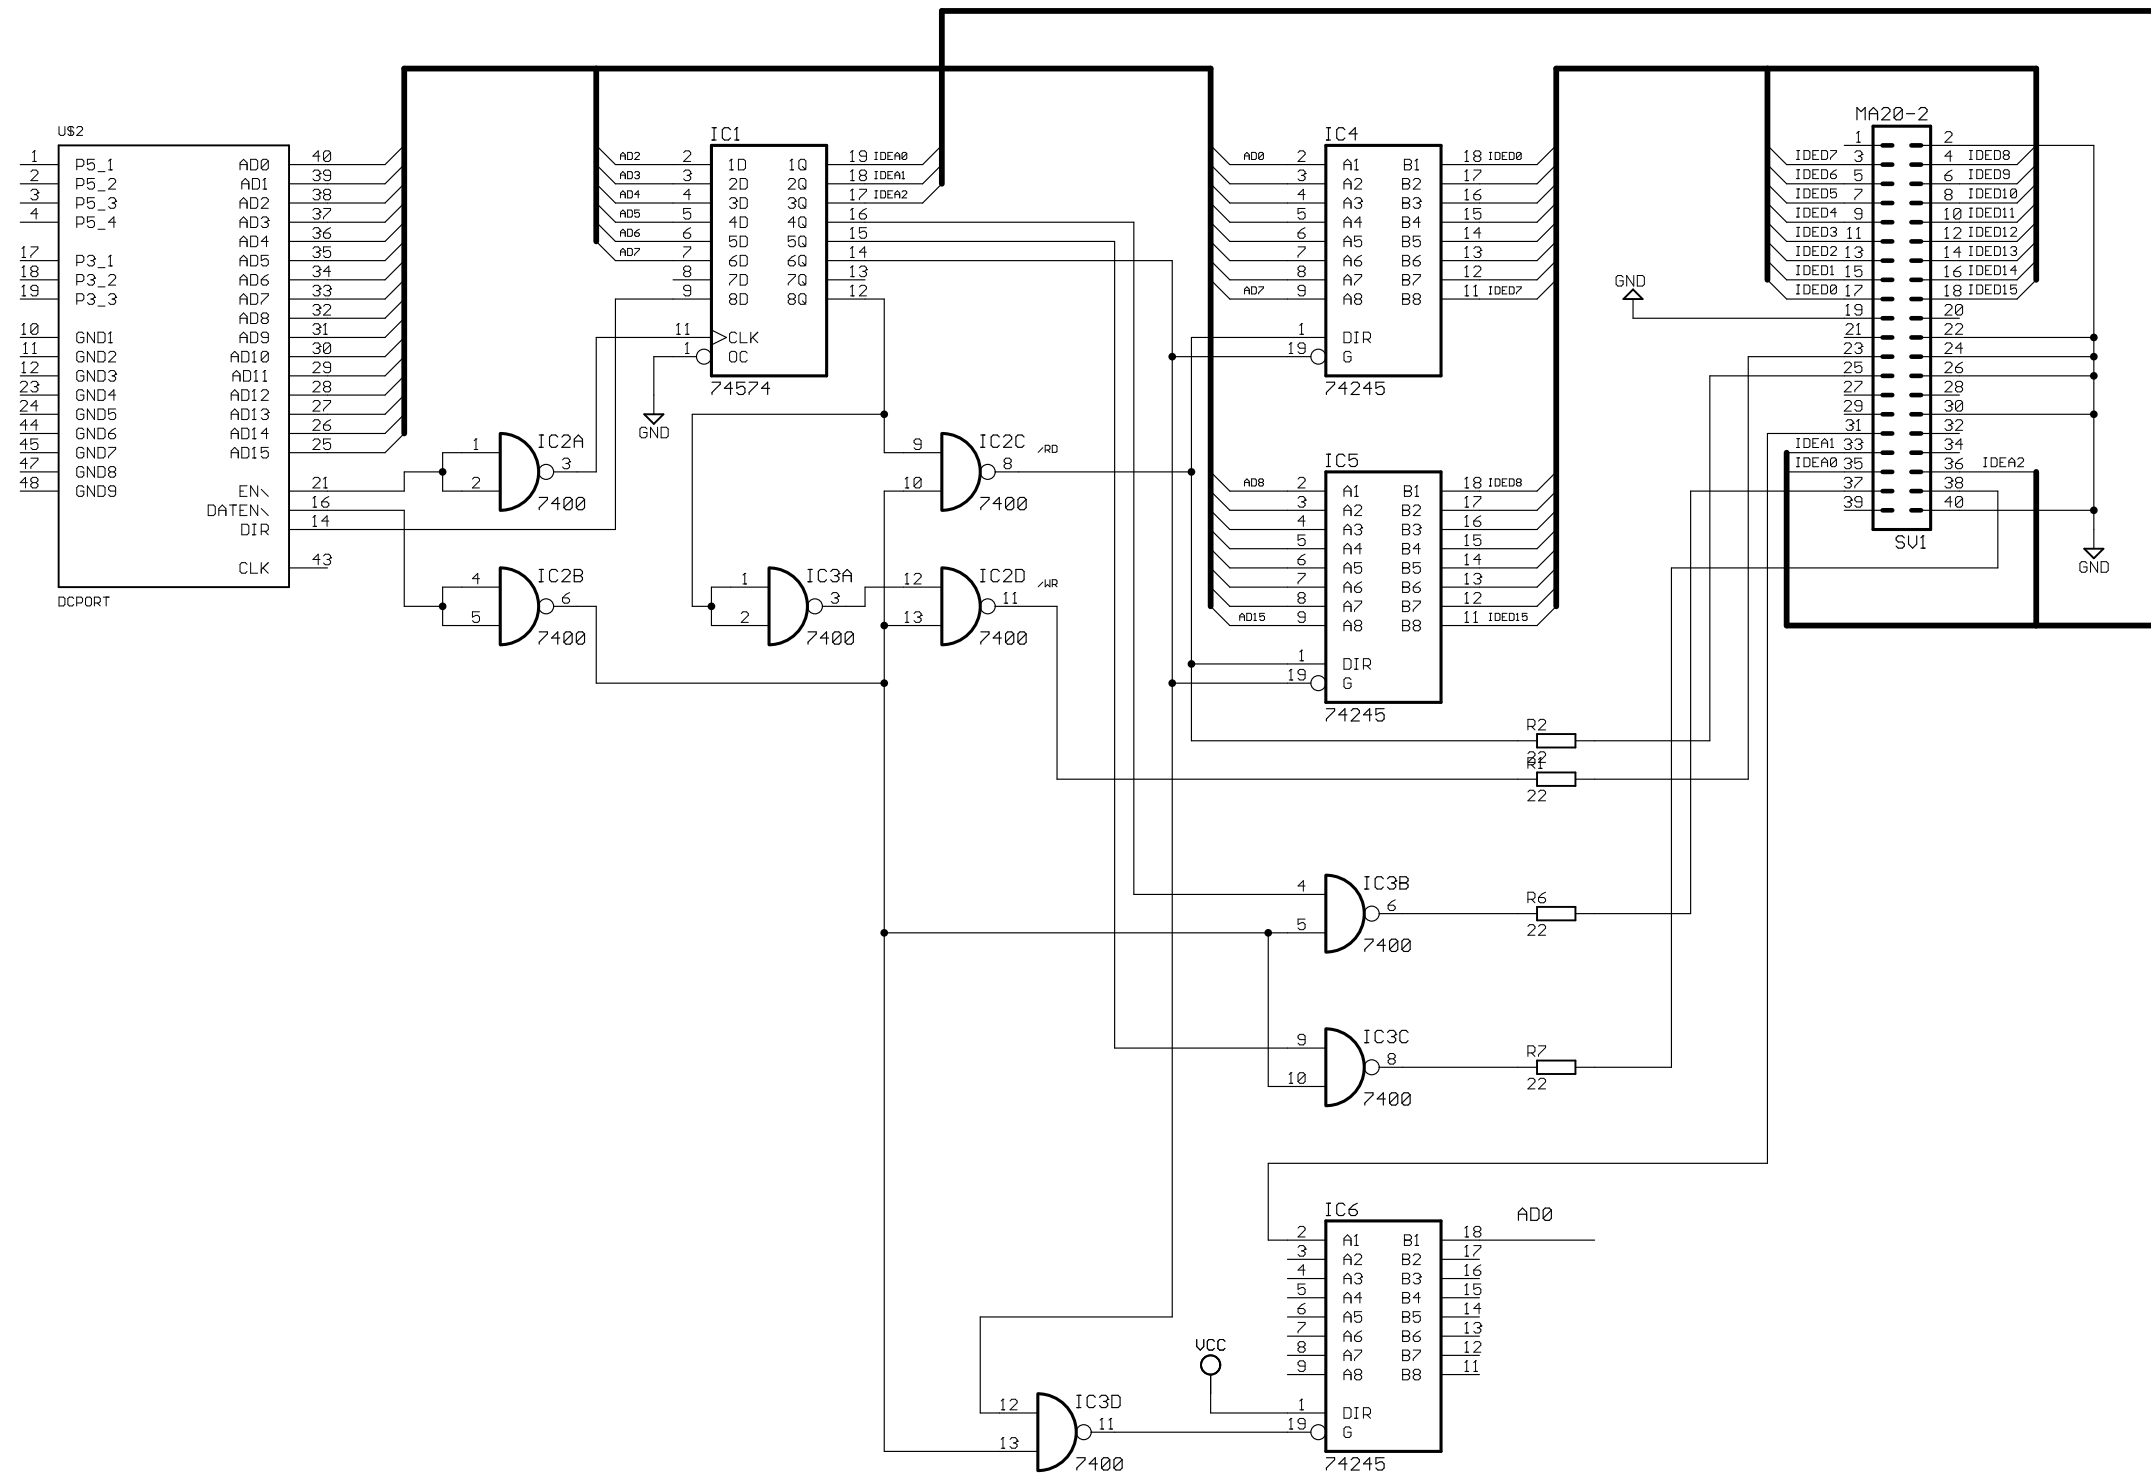 U$2
1 P5_1 AD0 40
2 P5_2 AD1 39
3 P5_3 AD2 38
4 P5_4 AD3 37
AD4 36
17 P3_1 AD5 35
18 P3_2 AD6 34
19 P3_3 AD7 33
AD8 32
10 GND1 AD9 31
11 GND2 AD10 30
12 GND3 AD11 29
23 GND4 AD12 28
24 GND5 AD13 27
44 GND6 AD14 26
45 GND7 AD15 25
47 GND8
48 GND9 EN\ 21
DATEN\ 16
DIR 14
CLK 43
DCPORT
IC1
AD2 2 1D 1Q 19 IDEA0
AD3 3 2D 2Q 18 IDEA1
AD4 4 3D 3Q 17 IDEA2
AD5 5 4D 4Q 16
AD6 6 5D 5Q 15
AD7 7 6D 6Q 14
8 7D 7Q 13
9 8D 8Q 12
11 CLK
1 OC
74574
GND
IC2A
1
2
3
7400
IC2B
4
5
6
7400
IC3A
1
2
3
7400
IC2C /RD
9
10
8
7400
IC2D /WR
12
13
11
7400
IC4
AD0 2 A1 B1 18 IDED0
3 A2 B2 17
4 A3 B3 16
5 A4 B4 15
6 A5 B5 14
7 A6 B6 13
8 A7 B7 12
AD7 9 A8 B8 11 IDED7
1 DIR
19 G
74245
IC5
AD8 2 A1 B1 18 IDED8
3 A2 B2 17
4 A3 B3 16
5 A4 B4 15
6 A5 B5 14
7 A6 B6 13
8 A7 B7 12
AD15 9 A8 B8 11 IDED15
1 DIR
19 G
74245
MA20-2
1 2
IDED7 3 4 IDED8
IDED6 5 6 IDED9
IDED5 7 8 IDED10
IDED4 9 10 IDED11
IDED3 11 12 IDED12
IDED2 13 14 IDED13
IDED1 15 16 IDED14
IDED0 17 18 IDED15
19 20
21 22
23 24
25 26
27 28
29 30
31 32
IDEA1 33 34
IDEA0 35 36 IDEA2
37 38
39 40
SV1
GND
GND
R2
22
R1
22
IC3B
4
5
6
7400
R6
22
IC3C
9
10
8
7400
R7
22
IC6
AD0
2 A1 B1 18
3 A2 B2 17
4 A3 B3 16
5 A4 B4 15
6 A5 B5 14
7 A6 B6 13
8 A7 B7 12
9 A8 B8 11
1 DIR
19 G
74245
VCC
IC3D
12
13
11
7400